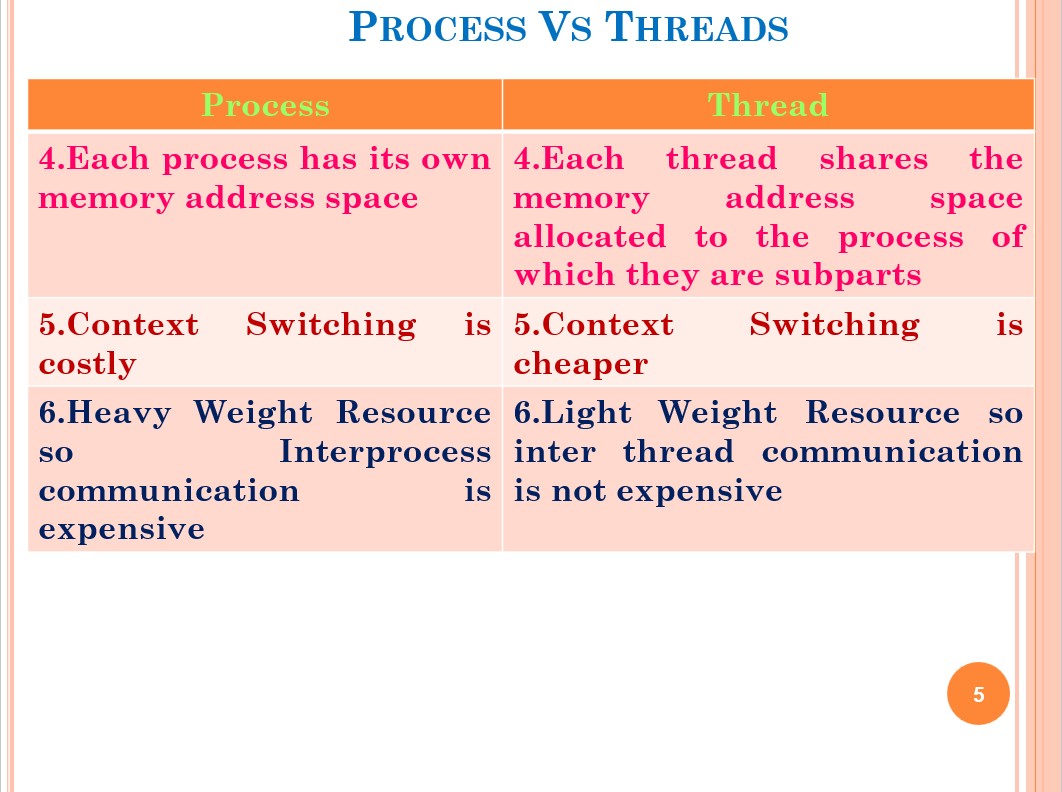 PROCESS VS THREADS
Process
Thread
4.Each process has its own
memory address space
4.Each thread shares the
memory address space
allocated to the process of
which they are subparts
5.Context Switching is
costly
5.Context Switching is
cheaper
6.Heavy Weight Resource
so Interprocess
communication is
expensive
6.Light Weight Resource so
inter thread communication
is not expensive
5